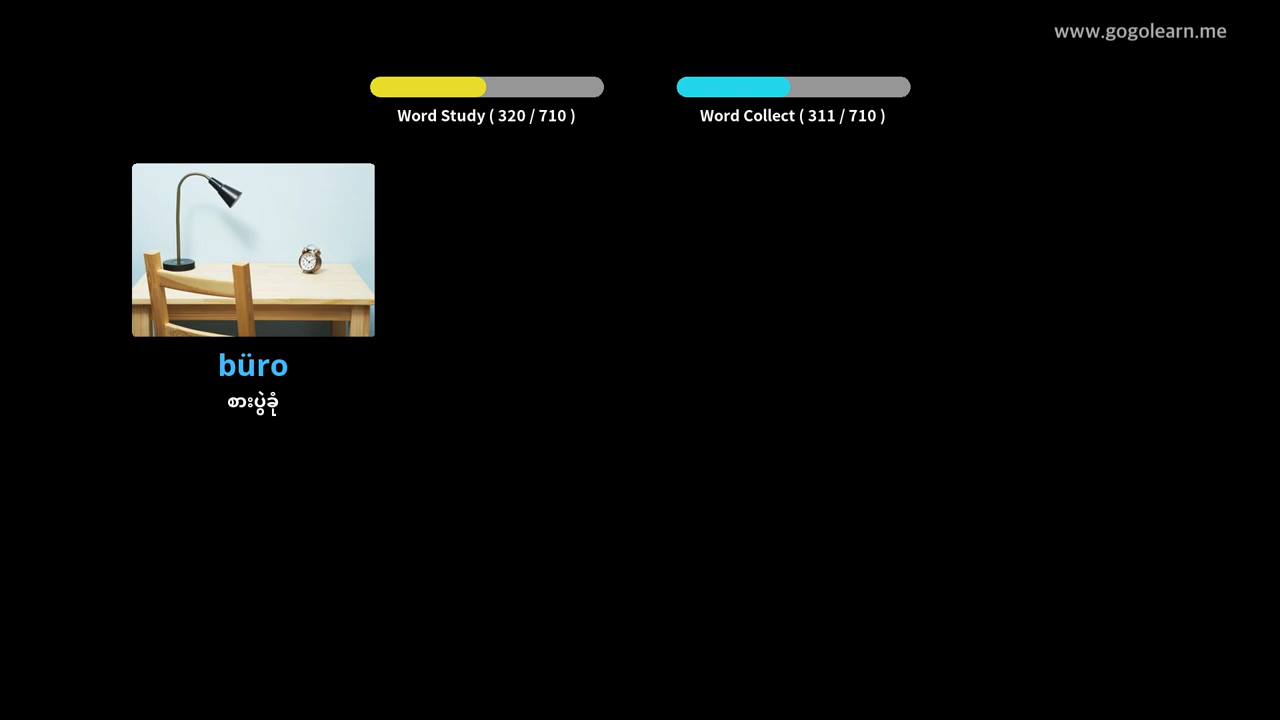 www.gogolearn.me
Word Study ( 320 / 710 )
Word Collect ( 311 / 710 )
büro
စားပွဲခုံ